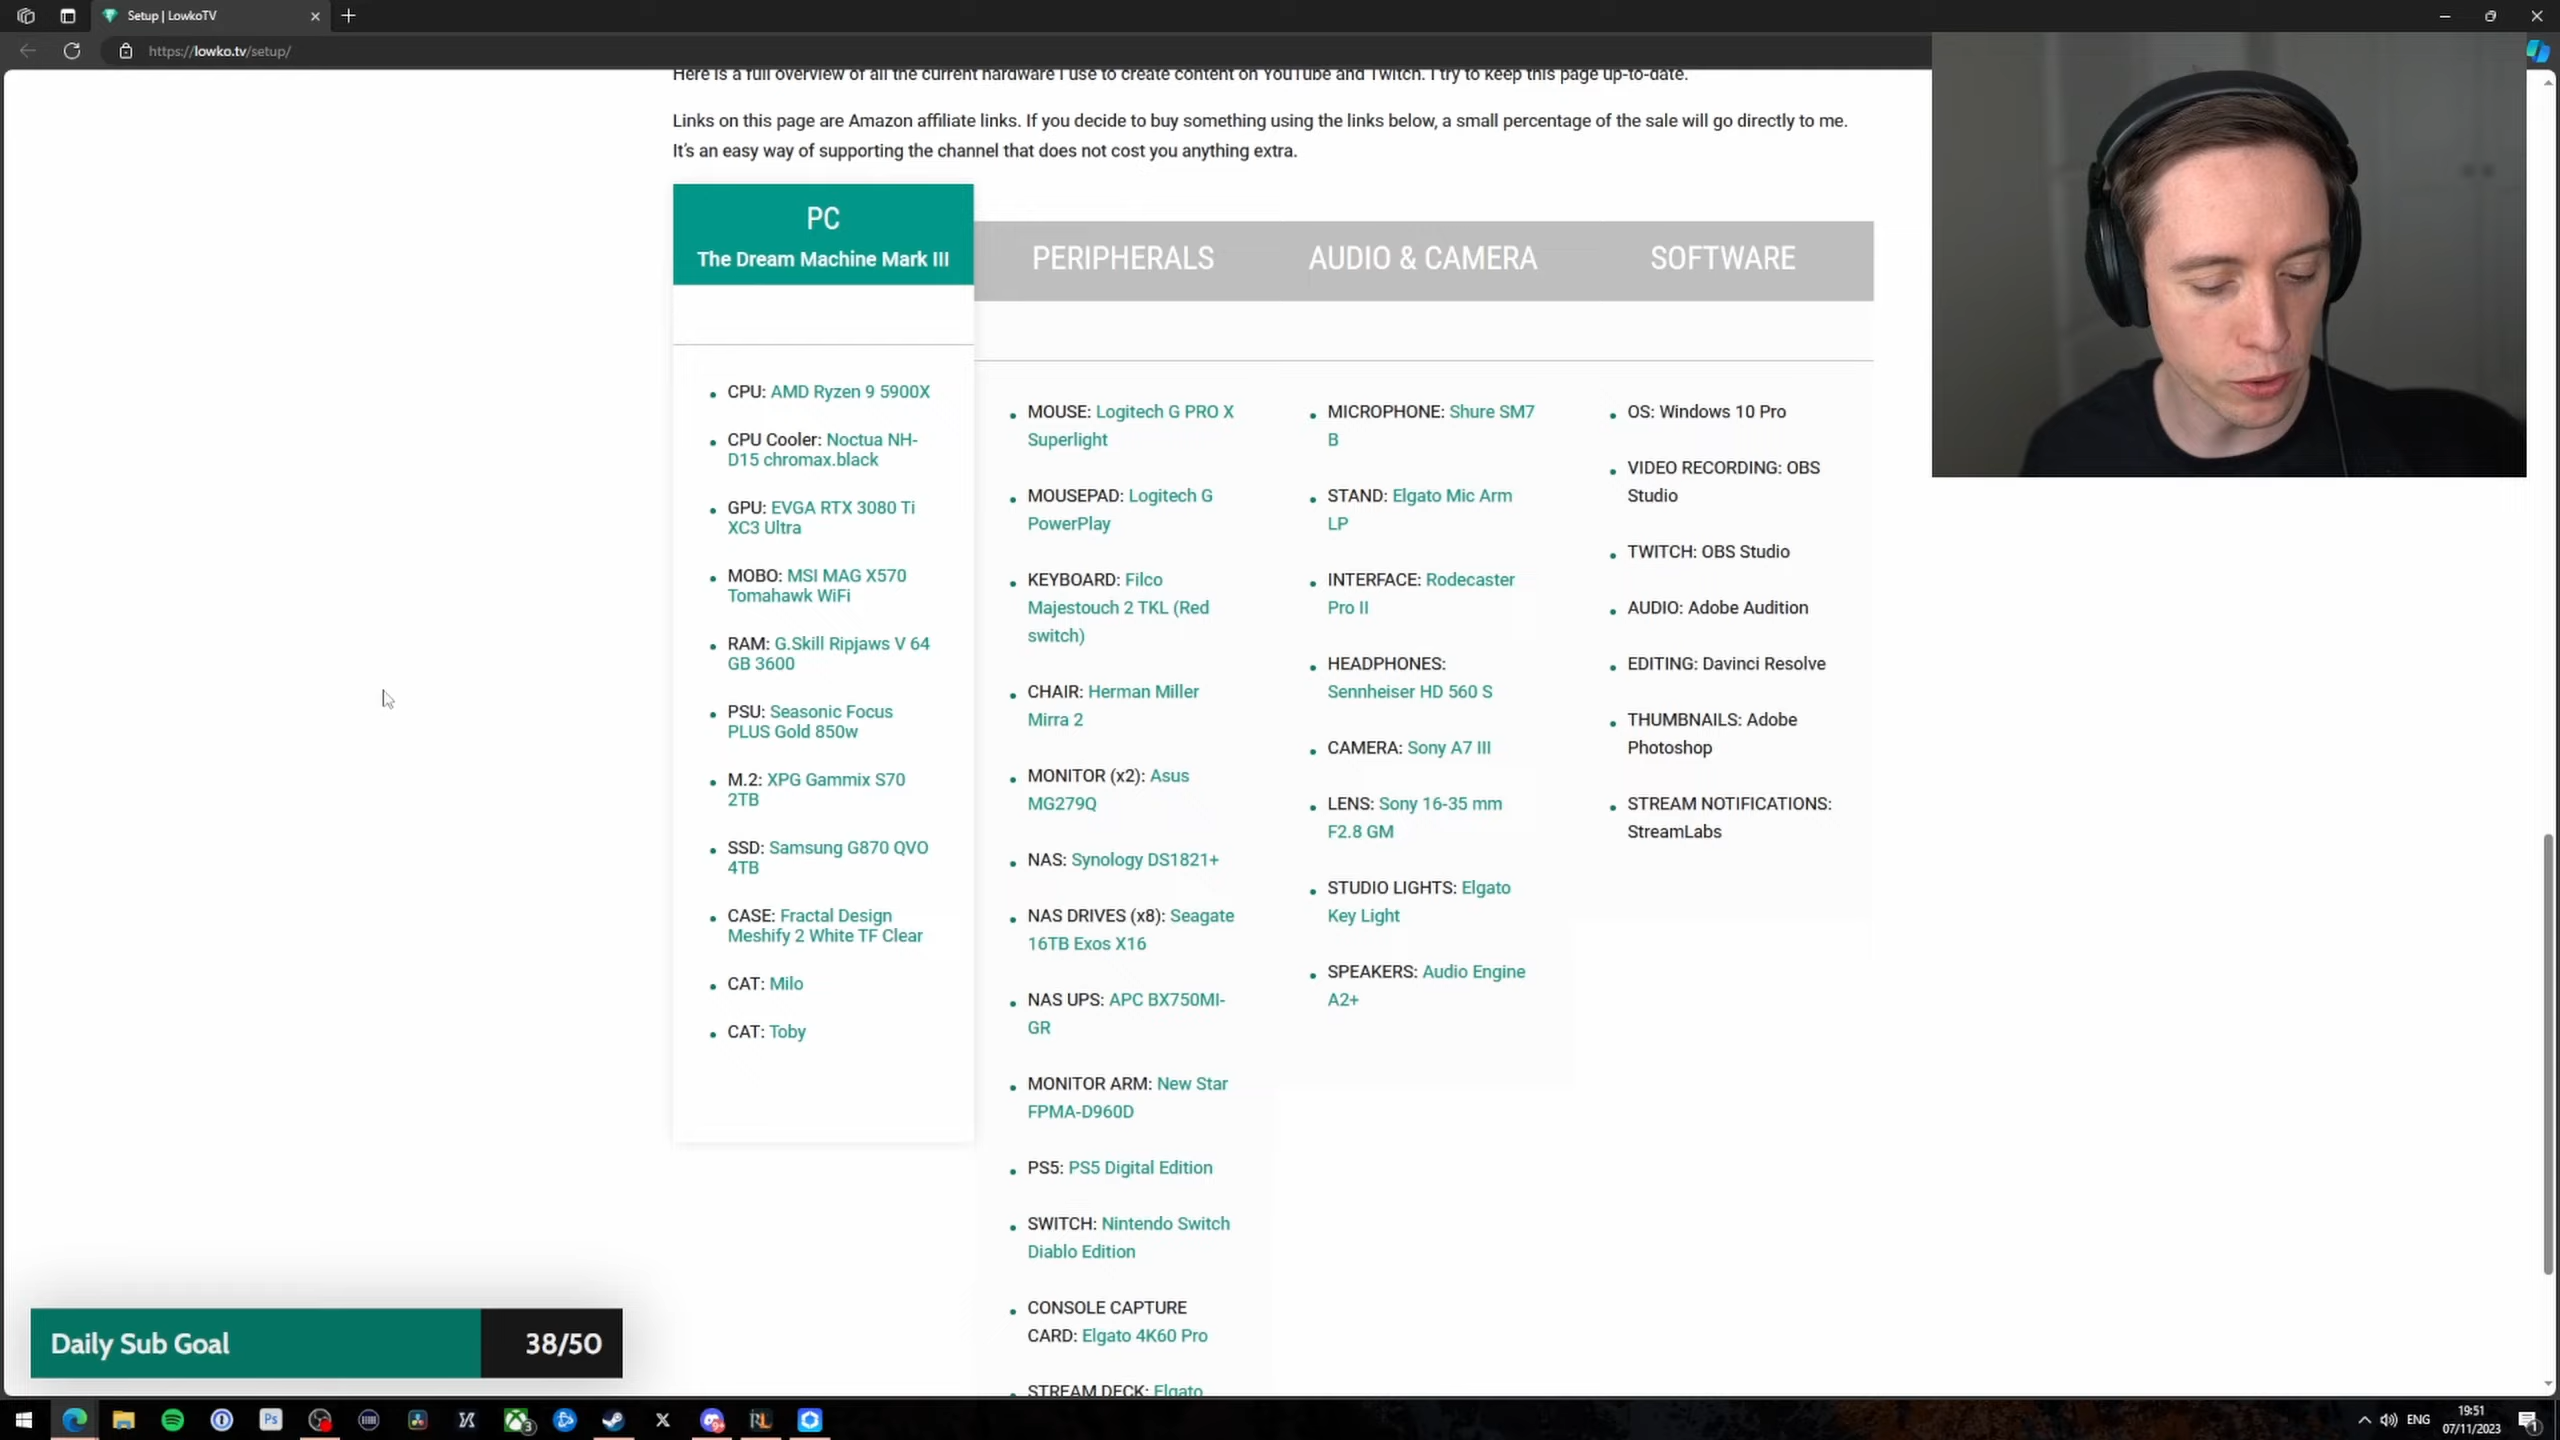 Setup | LowkoTV
https://lowko.tv/setup/
Here is a full overview of all the current hardware I use to create content on YouTube and Twitch. I try to keep this page up-to-date.
Links on this page are Amazon affiliate links. If you decide to buy something using the links below, a small percentage of the sale will go directly to me.
It's an easy way of supporting the channel that does not cost you anything extra.
PC
The Dream Machine Mark III
CPU: AMD Ryzen 9 5900X
CPU Cooler: Noctua NH-
D15 chromax.black
GPU: EVGA RTX 3080 Ti
XC3 Ultra
MOBO: MSI MAG X570
Tomahawk WiFi
RAM: G.Skill Ripjaws V 64
GB 3600
PSU: Seasonic Focus
PLUS Gold 850w
M.2: XPG Gammix S70
2TB
SSD: Samsung G870 QVO
4TB
CASE: Fractal Design
Meshify 2 White TF Clear
CAT: Milo
CAT: Toby
PERIPHERALS
MOUSE: Logitech G PRO X
Superlight
MOUSEPAD: Logitech G
PowerPlay
KEYBOARD: Filco
Majestouch 2 TKL (Red
switch)
CHAIR: Herman Miller
Mirra 2
MONITOR (x2): Asus
MG279Q
NAS: Synology DS1821+
NAS DRIVES (x8): Seagate
16TB Exos X16
NAS UPS: APC BX750MI-
GR
MONITOR ARM: New Star
FPMA-D960D
PS5: PS5 Digital Edition
SWITCH: Nintendo Switch
Diablo Edition
CONSOLE CAPTURE
CARD: Elgato 4K60 Pro
STREAM DECK: Elgato
AUDIO & CAMERA
MICROPHONE: Shure SM7
B
STAND: Elgato Mic Arm
LP
INTERFACE: Rodecaster
Pro II
HEADPHONES:
Sennheiser HD 560 S
CAMERA: Sony A7 III
LENS: Sony 16-35 mm
F2.8 GM
STUDIO LIGHTS: Elgato
Key Light
SPEAKERS: Audio Engine
A2+
SOFTWARE
OS: Windows 10 Pro
VIDEO RECORDING: OBS
Studio
TWITCH: OBS Studio
AUDIO: Adobe Audition
EDITING: Davinci Resolve
THUMBNAILS: Adobe
Photoshop
STREAM NOTIFICATIONS:
StreamLabs
Daily Sub Goal 38/50
Ps
3
9+
RL
ENG
19:51
07/11/2023
1